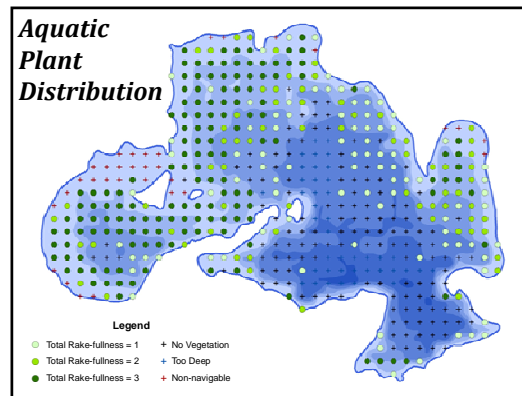 Aquatic
Plant
Distribution
Legend
Total Rake-fullness = 1
No Vegetation
Total Rake-fullness = 2
Too Deep
Total Rake-fullness = 3
Non-navigable